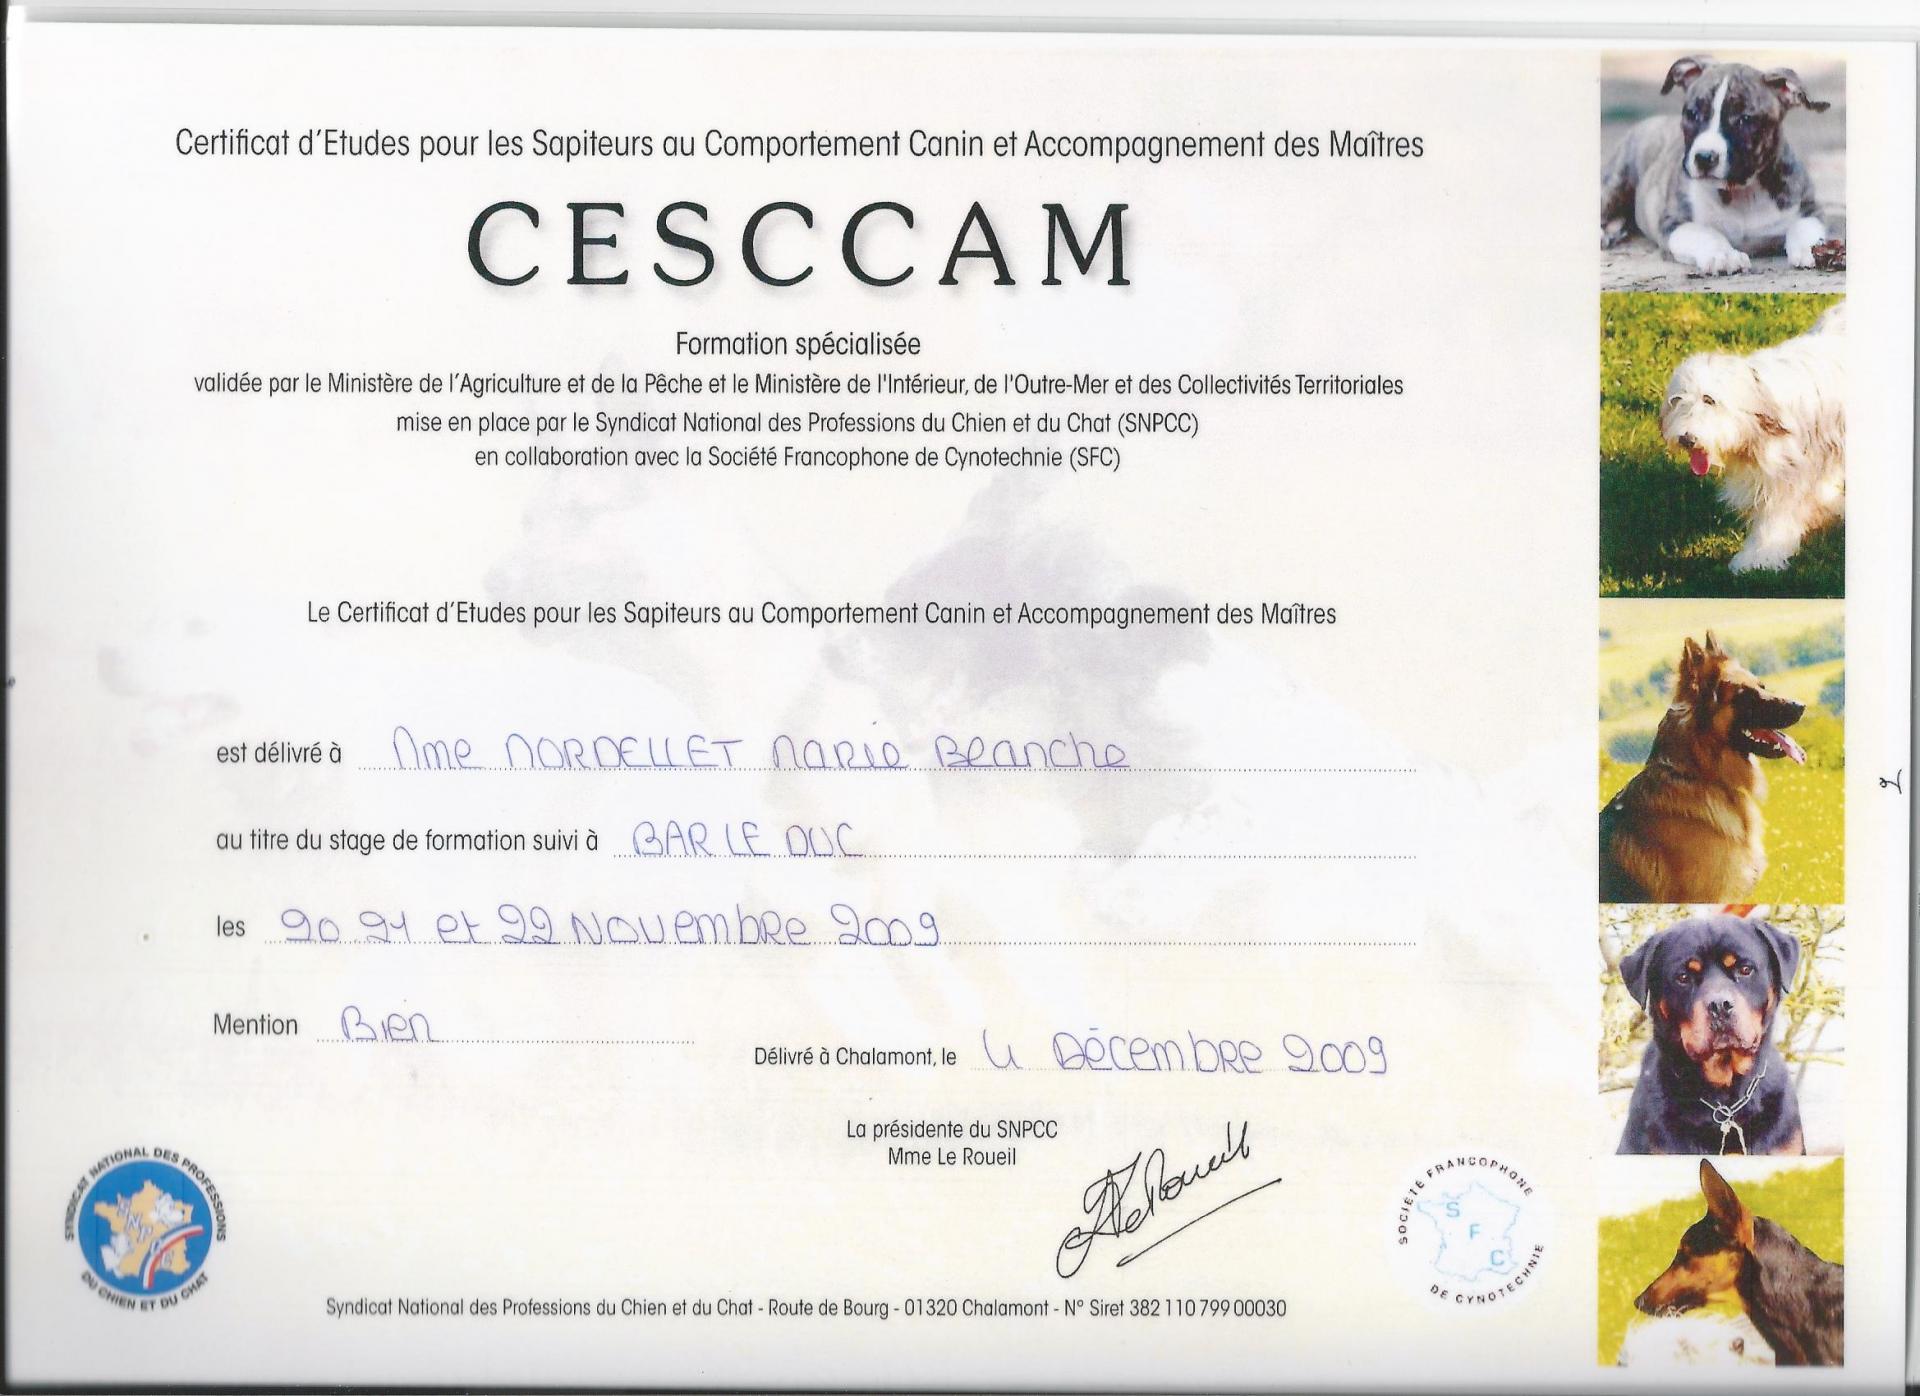 Certificat d'Etudes pour les Sapiteurs au Comportement Canin et Accompagnement des Maîtres
CESCCAM
Formation spécialisée
validée par le Ministère de l'Agriculture et de la Pêche et le Ministère de l'Intérieur, de l'Outre-Mer et des Collectivités Territoriales
mise en place par le Syndicat National des Professions du Chien et du Chat (SNPCC)
en collaboration avec la Société Francophone de Cynotechnie (SFC)
Le Certificat d'Etudes pour les Sapiteurs au Comportement Canin et Accompagnement des Maîtres
est délivré à Mme NORDELLET Marie Blanche
au titre du stage de formation suivi à BAR LE DUC
les 20 21 et 22 Novembre 2009
Mention Bien
Délivré à Chalamont, le 4 Décembre 2009
La présidente du SNPCC
Mme Le Roueil
Le Roueil
SYNDICAT NATIONAL DES PROFESSIONS
DU CHIEN ET DU CHAT
SOCIÉTÉ FRANCOPHONE
S F C
DE CYNOTECHNIE
Syndicat National des Professions du Chien et du Chat - Route de Bourg - 01320 Chalamont - N° Siret 382 110 799 00030
2